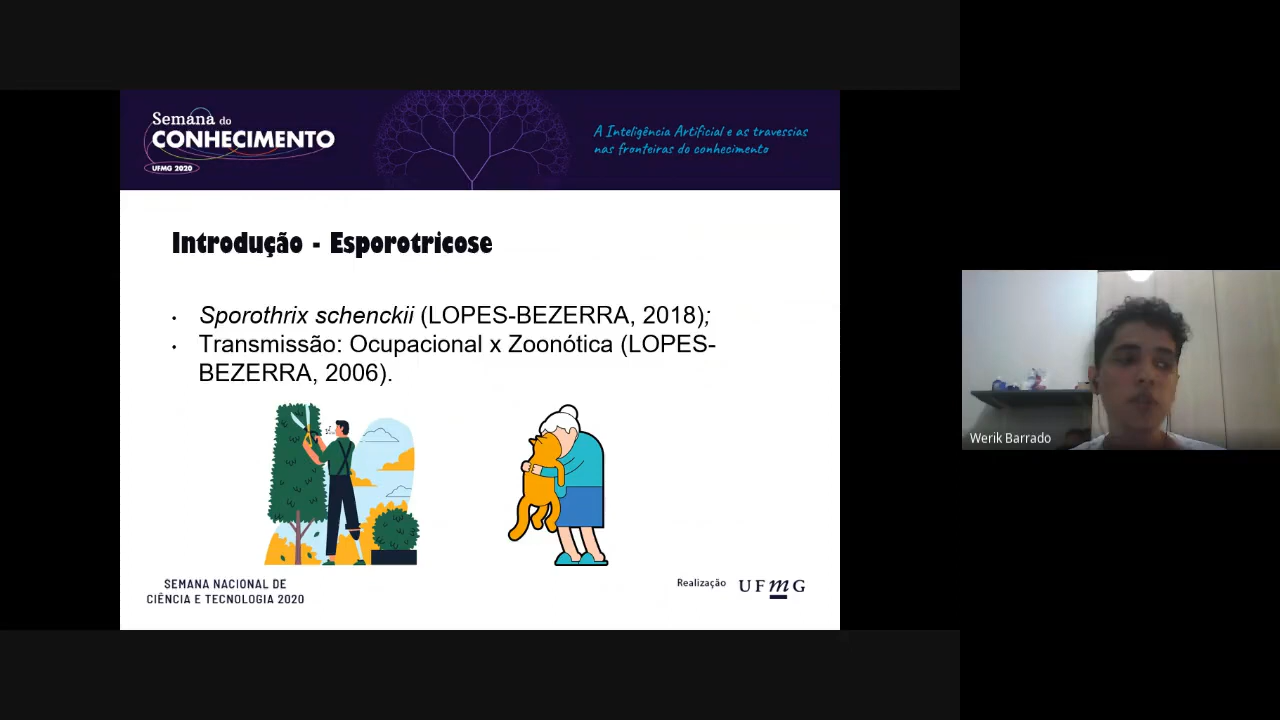 Semana do
CONHECIMENTO
UFMG 2020
A Inteligência Artificial e as travessias
nas fronteiras do conhecimento
Introdução - Esporotricose
• Sporothrix schenckii (LOPES-BEZERRA, 2018);
• Transmissão: Ocupacional x Zoonótica (LOPES-
BEZERRA, 2006).
SEMANA NACIONAL DE
CIÊNCIA E TECNOLOGIA 2020
Realização
UFMG
Werik Barrado